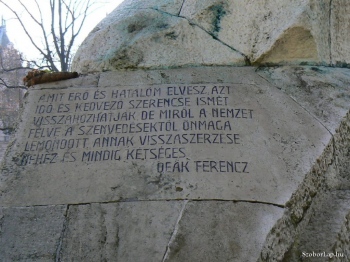 AMIT ERŐ ÉS HATALOM ELVESZ AZT
IDŐ ÉS KEDVEZŐ SZERENCSE ISMÉT
VISSZAHOZHATJÁK DE MIRŐL A NEMZET
FÉLVE A SZENVEDÉSEKTŐL ÖNMAGA
LEMONDOTT ANNAK VISSZASZERZÉSE
NEHÉZ ÉS MINDIG KÉTSÉGES
DEÁK FERENCZ
SzoborLap.hu